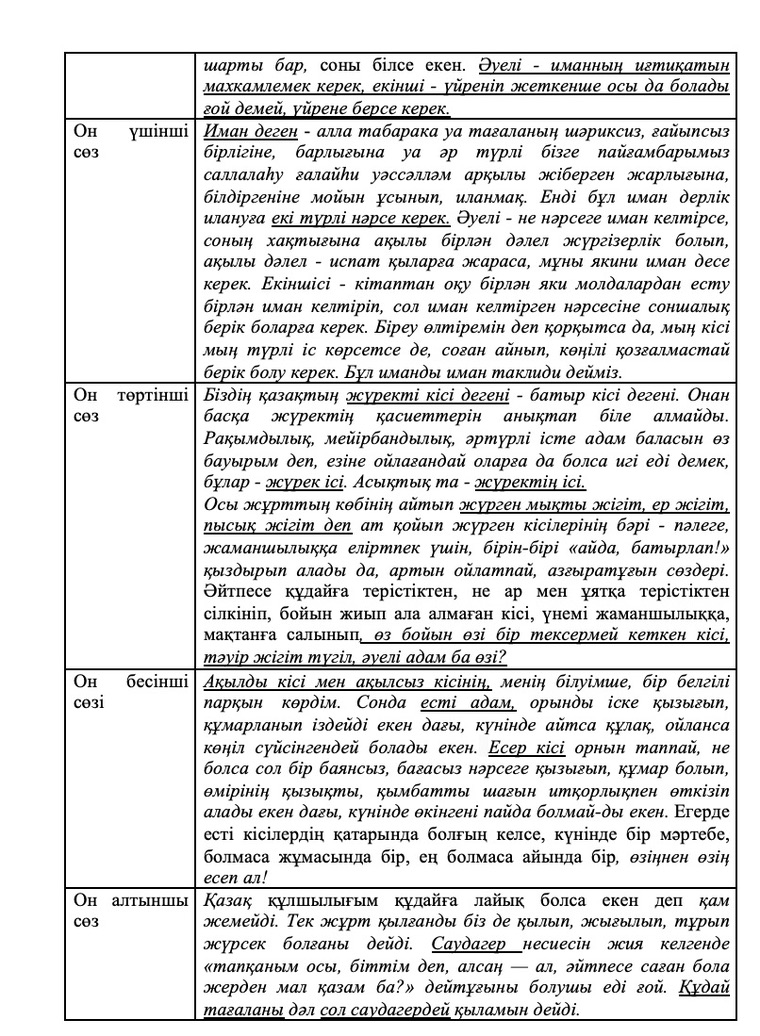 шарты бар, соны білсе екен. Әуелі - иманның иғтиқатын
махкамлемек керек, екінші - үйреніп жеткенше осы да болады
ғой демей, үйрене берсе керек.
Он үшінші сөз
Иман деген - алла табарака уа тағаланың шәриксиз, ғайыпсыз
бірлігіне, барлығына уа әр түрлі бізге пайғамбарымыз
саллалаһу ғалайһи уәссәлләм арқылы жіберген жарлығына,
білдіргеніне мойын ұсынып, иланмақ. Енді бұл иман дерлік
илануға екі түрлі нәрсе керек. Әуелі - не нәрсеге иман келтірсе,
соның хақтығына ақылы бірлән дәлел жүргізерлік болып,
ақылы дәлел - испат қыларға жараса, мұны якини иман десе
керек. Екіншісі - кітаптан оқу бірлән яки молдалардан есту
бірлән иман келтіріп, сол иман келтірген нәрсесіне соншалық
берік боларға керек. Біреу өлтіремін деп қорқытса да, мың кісі
мың түрлі іс көрсетсе де, соған айнып, көңілі қозғалмастай
берік болу керек. Бұл иманды иман таклиди дейміз.
Он төртінші сөз
Біздің қазақтың жүректі кісі дегені - батыр кісі дегені. Онан
басқа жүректің қасиеттерін анықтап біле алмайды.
Рақымдылық, мейірбандылық, әртүрлі істе адам баласын өз
бауырым деп, езіне ойлағандай оларға да болса игі еді демек,
бұлар - жүрек ісі. Асықтық та - жүректің ісі.
Осы жұрттың көбінің айтып жүрген мықты жігіт, ер жігіт,
пысық жігіт деп ат қойып жүрген кісілерінің бәрі - пәлеге,
жаманшылыққа еліртпек үшін, бірін-бірі «айда, батырлап!»
қыздырып алады да, артын ойлатпай, азғыратұғын сөздері.
Әйтпесе құдайға терістіктен, не ар мен ұятқа терістіктен
сілкініп, бойын жиып ала алмаған кісі, үнемі жаманшылыққа,
мақтанға салынып, өз бойын өзі бір тексермей кеткен кісі,
тәуір жігіт түгіл, әуелі адам ба өзі?
Он бесінші сөзі
Ақылды кісі мен ақылсыз кісінің, менің білуімше, бір белгілі
парқын көрдім. Сонда есті адам, орынды іске қызығып,
құмарланып іздейді екен дағы, күнінде айтса құлақ, ойланса
көңіл сүйсінгендей болады екен. Есер кісі орнын таппай, не
болса сол бір баянсыз, бағасыз нәрсеге қызығып, құмар болып,
өмірінің қызықты, қымбатты шағын итқорлықпен өткізіп
алады екен дағы, күнінде өкінгені пайда болмай-ды екен. Егерде
есті кісілердің қатарында болғың келсе, күнінде бір мәртебе,
болмаса жұмасында бір, ең болмаса айында бір, өзіңнен өзің
есеп ал!
Он алтыншы сөз
Қазақ құлшылығым құдайға лайық болса екен деп қам
жемейді. Тек жұрт қылғанды біз де қылып, жығылып, тұрып
жүрсек болғаны дейді. Саудагер несиесін жия келгенде
«тапқаным осы, біттім деп, алсаң — ал, әйтпесе саған бола
жерден мал қазам ба?» дейтұғыны болушы еді ғой. Құдай
тағаланы дәл сол саудагердей қыламын дейді.